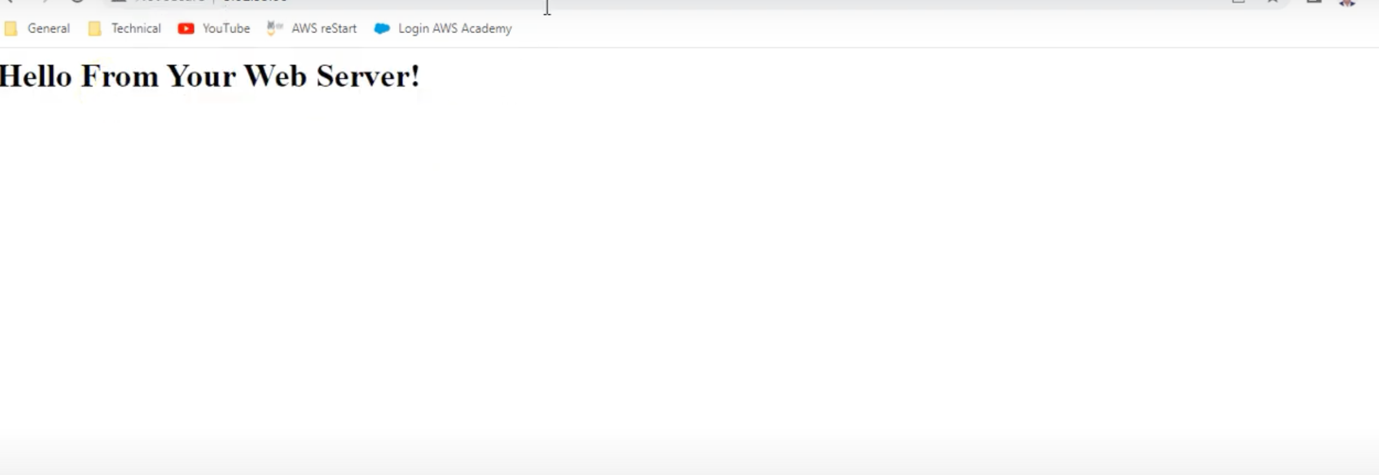 General Technical YouTube AWS reStart Login AWS Academy
Hello From Your Web Server!